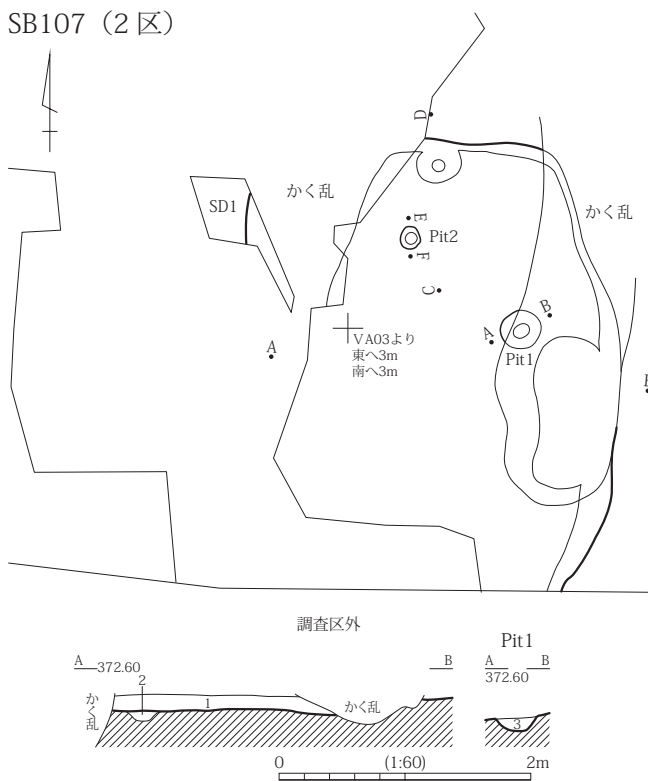 SB107（2区）
D
かく乱
SD1
かく乱
E
Pit2
F
C
B
A
VA03より
東へ3m
南へ3m
A
Pit1
B
調査区外
Pit1
A 372.60
B
A
B
372.60
2
かく乱
1
かく乱
3
0
(1:60)
2m